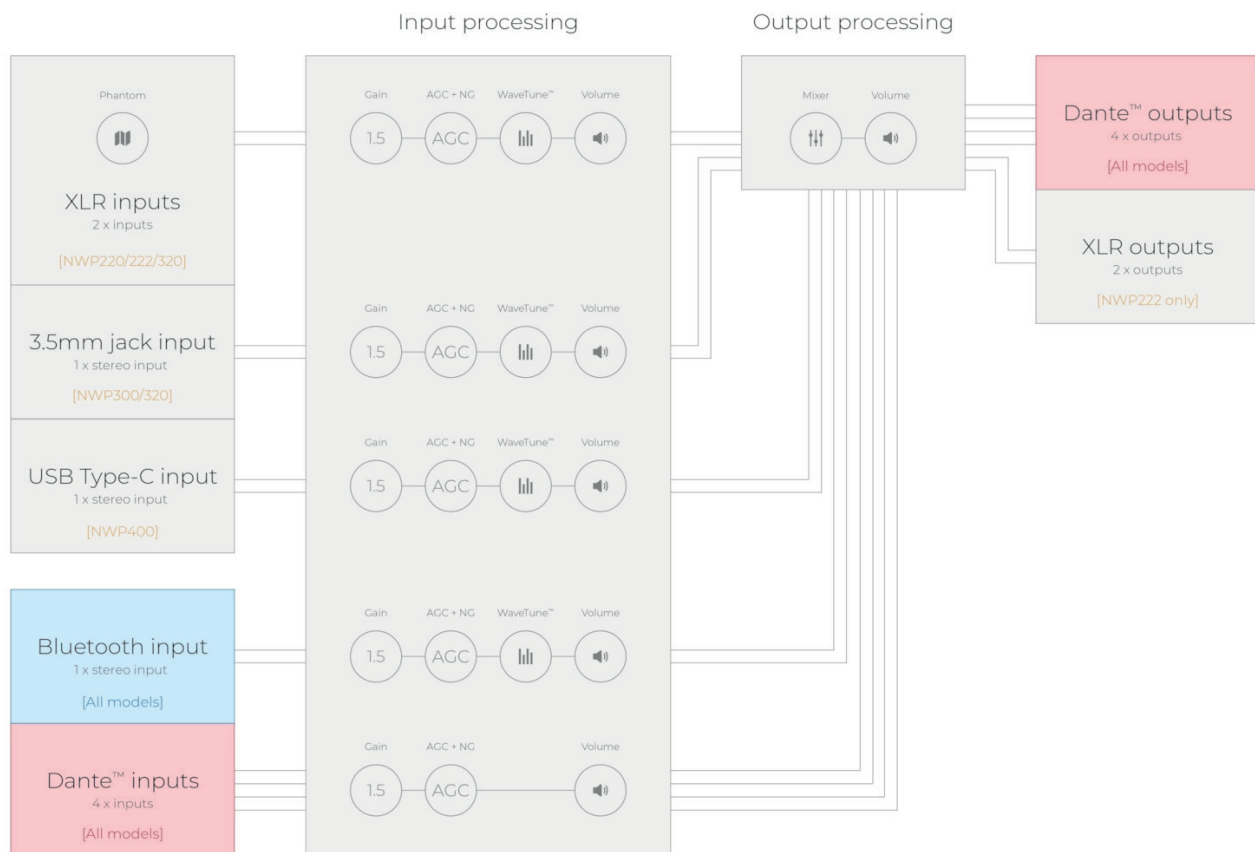 Input processing
Output processing
Phantom
XLR inputs
2 x inputs
[NWP220/222/320]
3.5mm jack input
1 x stereo input
[NWP300/320]
USB Type-C input
1 x stereo input
[NWP400]
Bluetooth input
1 x stereo input
[All models]
Dante™ inputs
4 x inputs
[All models]
Gain AGC + NG WaveTune™ Volume
1.5 AGC
Gain AGC + NG WaveTune™ Volume
1.5 AGC
Gain AGC + NG WaveTune™ Volume
1.5 AGC
Gain AGC + NG WaveTune™ Volume
1.5 AGC
Gain AGC + NG Volume
1.5 AGC
Mixer Volume
Dante™ outputs
4 x outputs
[All models]
XLR outputs
2 x outputs
[NWP222 only]